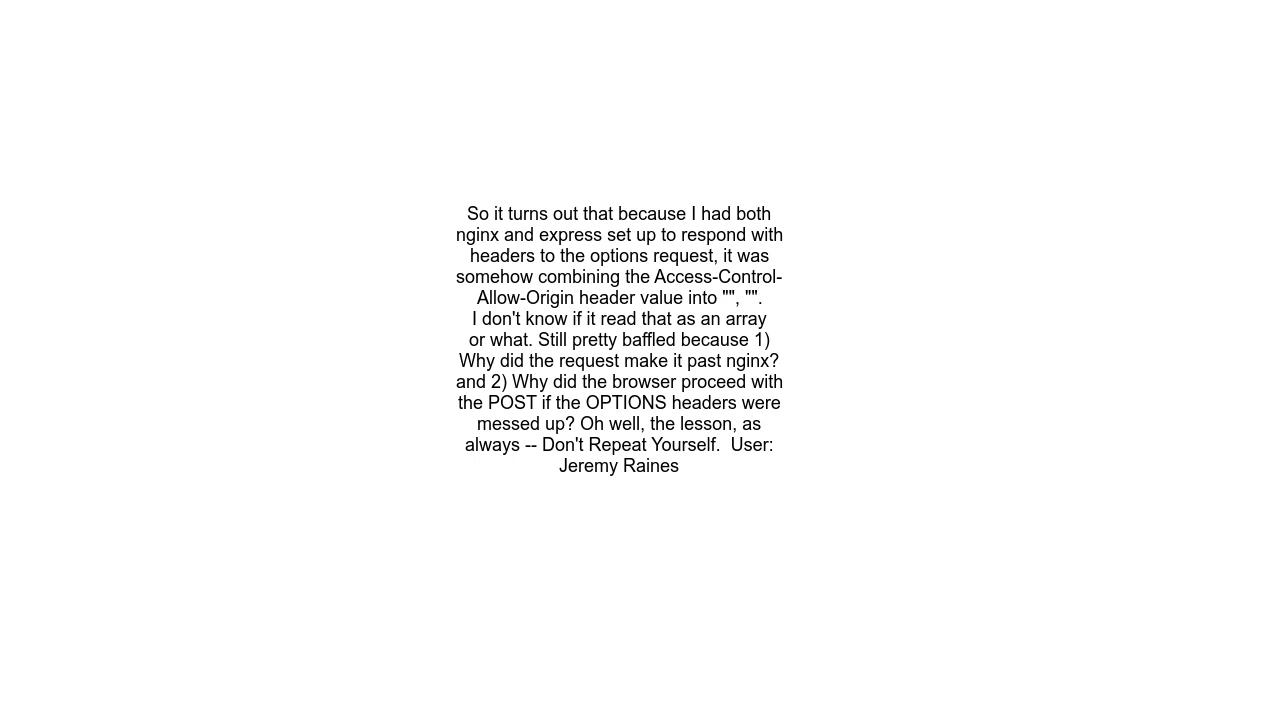 So it turns out that because I had both
nginx and express set up to respond with
headers to the options request, it was
somehow combining the Access-Control-
Allow-Origin header value into "", "".
I don't know if it read that as an array
or what. Still pretty baffled because 1)
Why did the request make it past nginx?
and 2) Why did the browser proceed with
the POST if the OPTIONS headers were
messed up? Oh well, the lesson, as
always -- Don't Repeat Yourself.  User:
Jeremy Raines